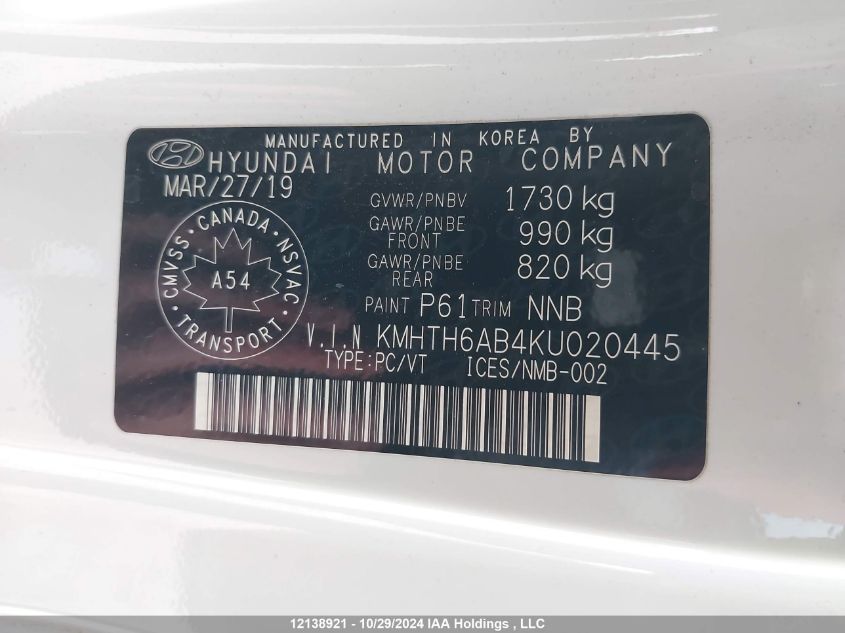 MANUFACTURED IN KOREA BY
HYUNDAI MOTOR COMPANY
MAR/27/19
GVWR/PNBV 1730 kg
GAWR/PNBE FRONT 990 kg
GAWR/PNBE REAR 820 kg
CMVSS · CANADA · NSVAC
A54
TRANSPORT
PAINT P61 TRIM NNB
V.I.N KMHTH6AB4KU020445
TYPE:PC/VT ICES/NMB-002
12138921 - 10/29/2024 IAA Holdings , LLC